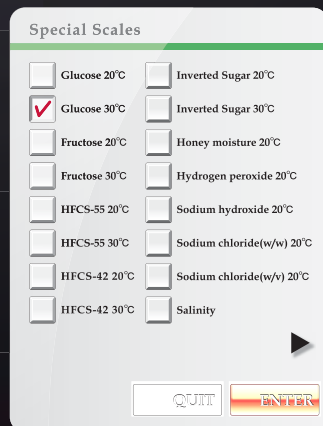 Special Scales
Glucose 20℃ Inverted Sugar 20℃
Glucose 30℃ Inverted Sugar 30℃
Fructose 20℃ Honey moisture 20℃
Fructose 30℃ Hydrogen peroxide 20℃
HFCS-55 20℃ Sodium hydroxide 20℃
HFCS-55 30℃ Sodium chloride(w/w) 20℃
HFCS-42 20℃ Sodium chloride(w/v) 20℃
HFCS-42 30℃ Salinity
QUIT ENTER